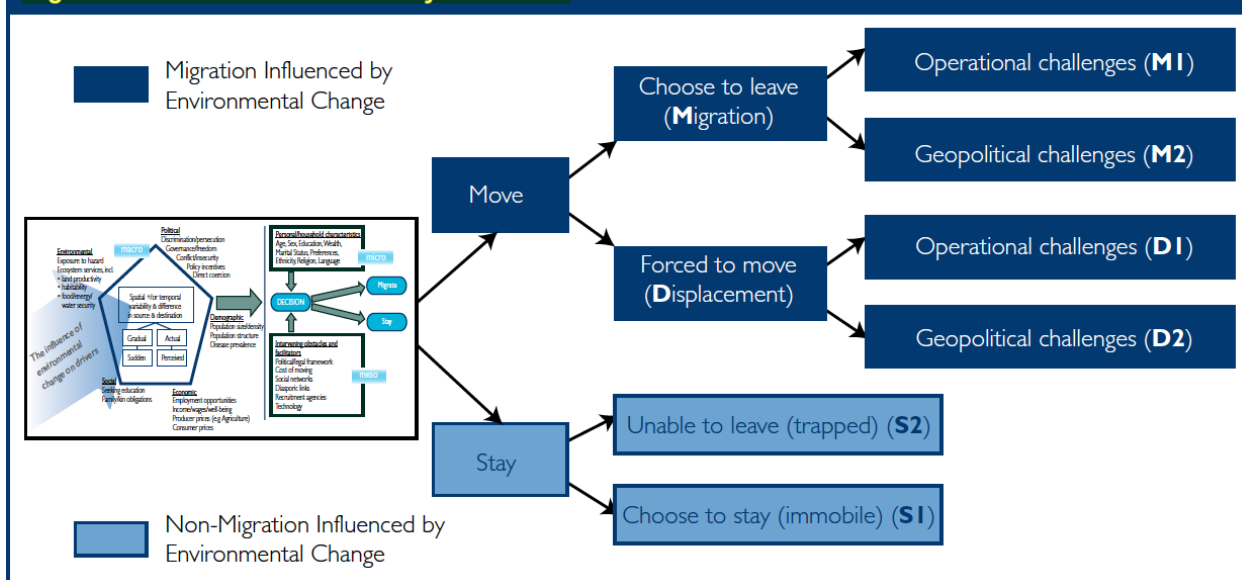 Migration Influenced by
Environmental Change
Choose to leave
(Migration)
Operational challenges (M1)
Geopolitical challenges (M2)
Move
Forced to move
(Displacement)
Operational challenges (D1)
Geopolitical challenges (D2)
Environmental
Exposure to hazard
Ecosystem services, incl.
• land productivity
• habitability
• food/energy/
water security
macro
Political
Discrimination/persecution
Governance/freedom
Conflict/insecurity
Policy incentives
Direct coercion
Spatial +/or temporal
variability & difference
in source & destination
Gradual
Actual
Sudden
Perceived
The influence of
environmental
change on drivers
Demographic
Population size/density
Population structure
Disease prevalence
Social
Seeking education
Family/kin obligations
Economic
Employment opportunities
Income/wages/well-being
Producer prices (e.g Agriculture)
Consumer prices
Personal/household characteristics
Age, Sex, Education, Wealth,
Marital Status, Preferences,
Ethnicity, Religion, Language
micro
DECISION
Migrate
Stay
Intervening obstacles and
facilitators
Political/legal framework
Cost of moving
Social networks
Diasporic links
Recruitment agencies
Technology
meso
Stay
Unable to leave (trapped) (S2)
Choose to stay (immobile) (S1)
Non-Migration Influenced by
Environmental Change